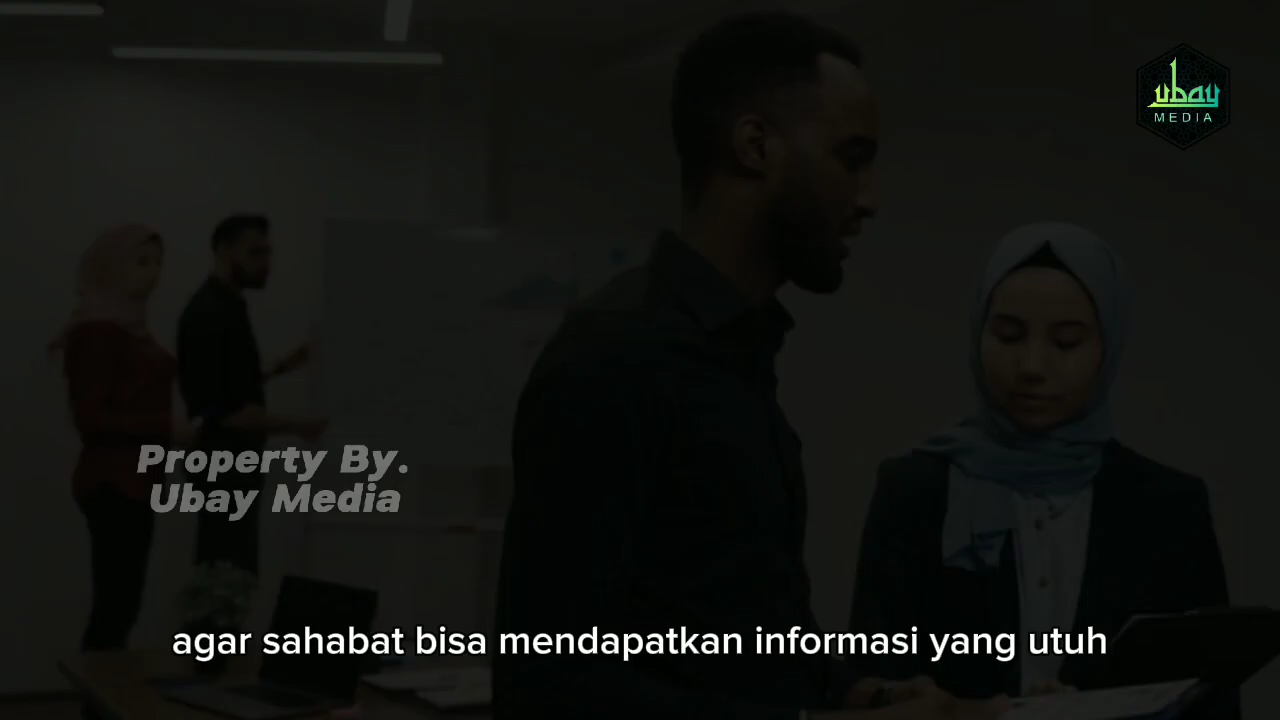 ubay
MEDIA
Property By.
Ubay Media
agar sahabat bisa mendapatkan informasi yang utuh